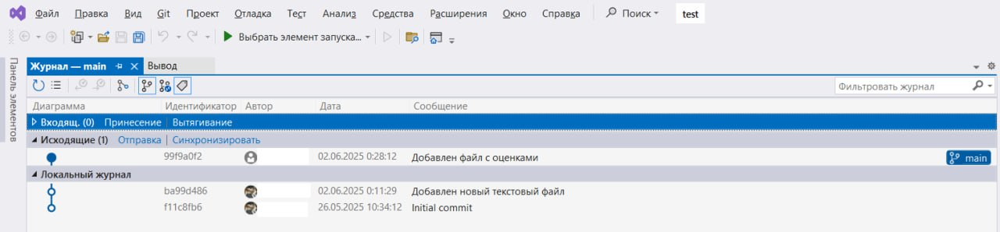 Файл Правка Вид Git Проект Отладка Тест Анализ Средства Расширения Окно Справка Поиск test
Выбрать элемент запуска...
Панель элементов
Журнал — main Вывод
Фильтровать журнал
Диаграмма Идентификатор Автор Дата Сообщение
Входящ. (0) Принесение | Вытягивание
Исходящие (1) Отправка | Синхронизировать
99f9a0f2 02.06.2025 0:28:12 Добавлен файл с оценками main
Локальный журнал
ba99d486 02.06.2025 0:11:29 Добавлен новый текстовый файл
f11c8fb6 26.05.2025 10:34:12 Initial commit